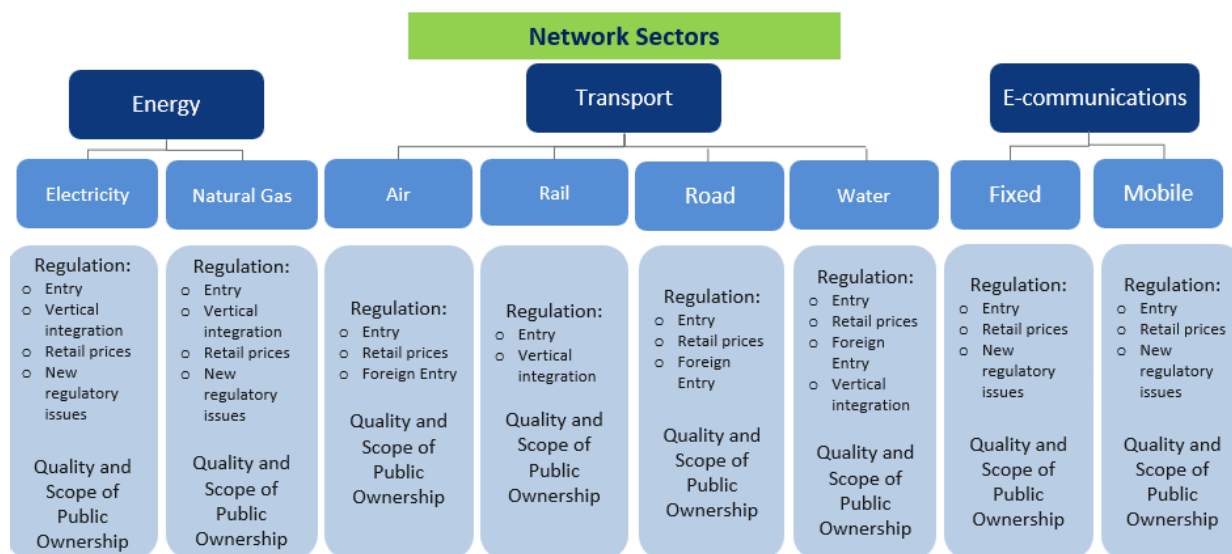 Network Sectors
Energy
Transport
E-communications
Electricity
Natural Gas
Air
Rail
Road
Water
Fixed
Mobile
Regulation:
o Entry
o Vertical
integration
o Retail prices
o New
regulatory
issues
Quality and
Scope of
Public
Ownership
Regulation:
o Entry
o Vertical
integration
o Retail prices
o New
regulatory
issues
Quality and
Scope of
Public
Ownership
Regulation:
o Entry
o Retail prices
o Foreign Entry
Quality and
Scope of
Public
Ownership
Regulation:
o Entry
o Vertical
integration
Quality and
Scope of
Public
Ownership
Regulation:
o Entry
o Retail prices
o Foreign
Entry
Quality and
Scope of
Public
Ownership
Regulation:
o Entry
o Retail prices
o Foreign
Entry
o Vertical
integration
Quality and
Scope of
Public
Ownership
Regulation:
o Entry
o Retail prices
o New
regulatory
issues
Quality and
Scope of
Public
Ownership
Regulation:
o Entry
o Retail prices
o New
regulatory
issues
Quality and
Scope of
Public
Ownership